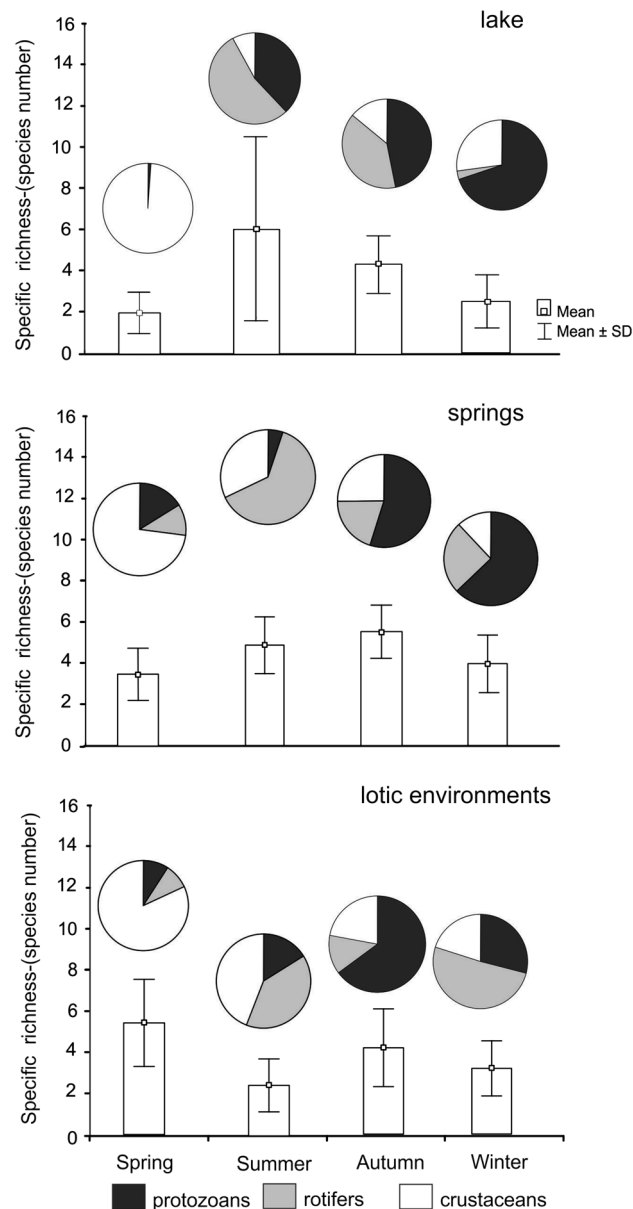 lake
Specific richness-(species number)
16
14
12
10
8
6
4
2
0
Mean
Mean ± SD
springs
Specific richness-(species number)
16
14
12
10
8
6
4
2
0
lotic environments
Specific richness-(species number)
16
14
12
10
8
6
4
2
0
Spring Summer Autumn Winter
protozoans rotifers crustaceans